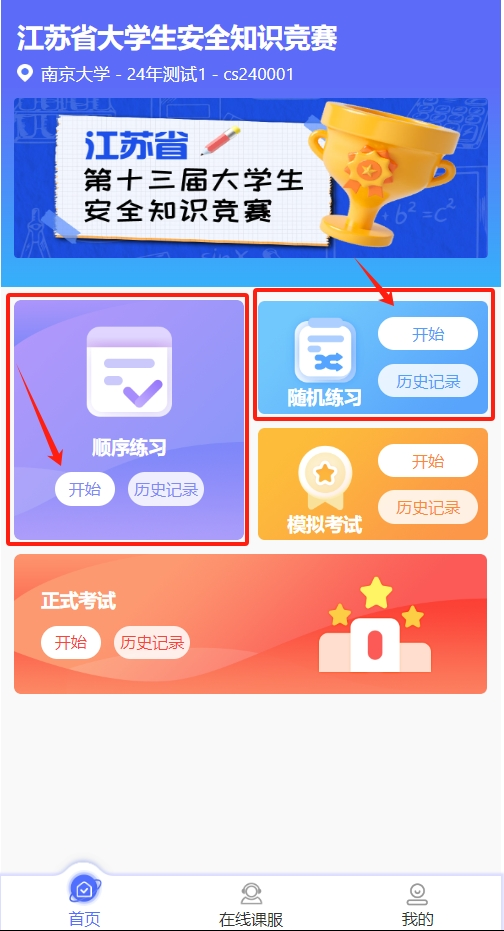 江苏省大学生安全知识竞赛
南京大学 - 24年测试1 - cs240001
江苏省
第十三届大学生
安全知识竞赛
b² = c²
sin x
顺序练习
开始
历史记录
随机练习
开始
历史记录
模拟考试
开始
历史记录
正式考试
开始
历史记录
首页
在线课服
我的